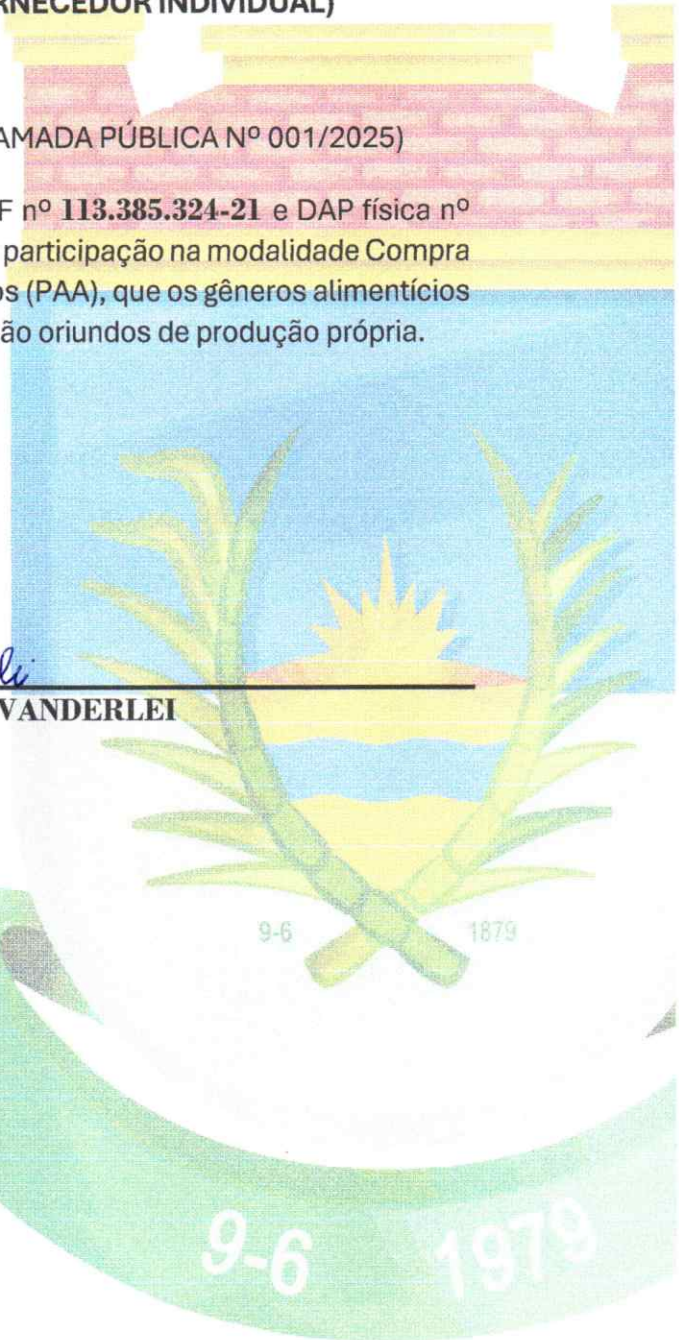 RNECEDOR INDIVIDUAL)
AMADA PÚBLICA Nº 001/2025)
F nº 113.385.324-21 e DAP física nº
participação na modalidade Compra
os (PAA), que os gêneros alimentícios
ão oriundos de produção própria.
VANDERLEI
9-6 1879
9-6 1979